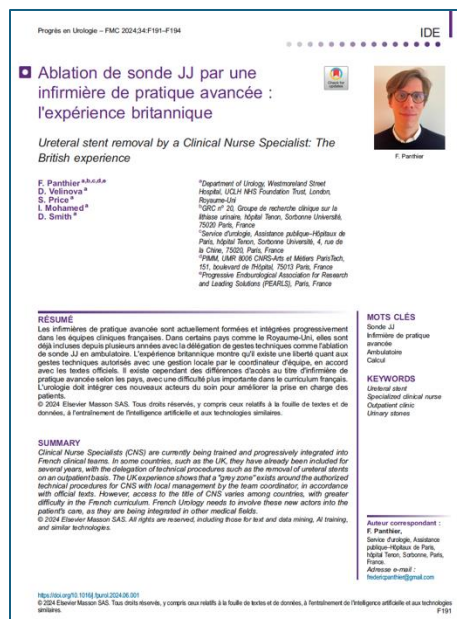 Progrès en Urologie – FMC 2024;34:F191–F194
IDE
Ablation de sonde JJ par une
infirmière de pratique avancée :
l'expérience britannique
Check for
updates
Ureteral stent removal by a Clinical Nurse Specialist: The
British experience
F. Panthier
F. Panthier a,b,c,d,e
D. Velinova a
S. Price a
I. Mohamed a
D. Smith a
a Department of Urology, Westmoreland Street
Hospital, UCLH NHS Foundation Trust, London,
Royaume-Uni
b GRC n° 20, Groupe de recherche clinique sur la
lithiase urinaire, hôpital Tenon, Sorbonne Université,
75020 Paris, France
c Service d'urologie, Assistance publique–Hôpitaux de
Paris, hôpital Tenon, Sorbonne Université, 4, rue de
la Chine, 75020, Paris, France
d PIMM, UMR 8006 CNRS-Arts et Métiers ParisTech,
151, boulevard de l'Hôpital, 75013 Paris, France
e Progressive Endourological Association for Research
and Leading Solutions (PEARLS), Paris, France
RÉSUMÉ
Les infirmières de pratique avancée sont actuellement formées et intégrées progressivement
dans les équipes cliniques françaises. Dans certains pays comme le Royaume-Uni, elles sont
déjà incluses depuis plusieurs années avec la délégation de gestes techniques comme l'ablation
de sonde JJ en ambulatoire. L'expérience britannique montre qu'il existe une liberté quant aux
gestes techniques autorisés avec une gestion locale par le coordinateur d'équipe, en accord
avec les textes officiels. Il existe cependant des différences d'accès au titre d'infirmière de
pratique avancée selon les pays, avec une difficulté plus importante dans le curriculum français.
L'urologie doit intégrer ces nouveaux acteurs du soin pour améliorer la prise en charge des
patients.
© 2024 Elsevier Masson SAS. Tous droits réservés, y compris ceux relatifs à la fouille de textes et de
données, à l'entraînement de l'intelligence artificielle et aux technologies similaires.
SUMMARY
Clinical Nurse Specialists (CNS) are currently being trained and progressively integrated into
French clinical teams. In some countries, such as the UK, they have already been included for
several years, with the delegation of technical procedures such as the removal of ureteral stents
on an outpatient basis. The UK experience shows that a "grey zone" exists around the authorized
technical procedures for CNS with local management by the team coordinator, in accordance
with official texts. However, access to the title of CNS varies among countries, with greater
difficulty in the French curriculum. French Urology needs to involve these new actors into the
patient's care, as they are being integrated in other medical fields.
© 2024 Elsevier Masson SAS. All rights are reserved, including those for text and data mining, AI training,
and similar technologies.
MOTS CLÉS
Sonde JJ
Infirmière de pratique
avancée
Ambulatoire
Calcul
KEYWORDS
Ureteral stent
Specialized clinical nurse
Outpatient clinic
Urinary stones
Auteur correspondant :
F. Panthier,
Service d'urologie, Assistance
publique–Hôpitaux de Paris,
hôpital Tenon, Sorbonne, Paris,
France.
Adresse e-mail :
fredericpanthier@gmail.com
https://doi.org/10.1016/j.fpurol.2024.06.001
© 2024 Elsevier Masson SAS. Tous droits réservés, y compris ceux relatifs à la fouille de textes et de données, à l'entraînement de l'intelligence artificielle et aux technologies
similaires.
F191